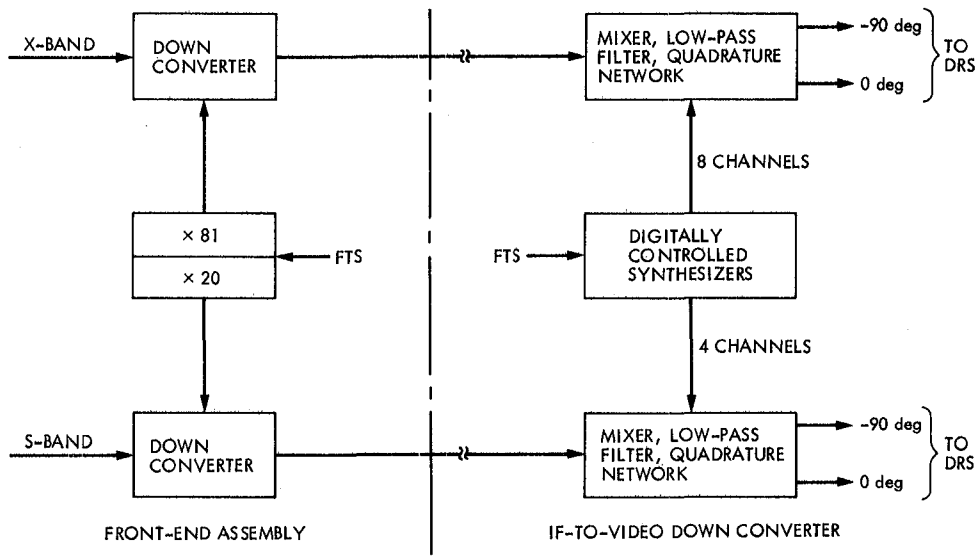 X-BAND
DOWN
CONVERTER
MIXER, LOW-PASS
FILTER, QUADRATURE
NETWORK
-90 deg
0 deg
TO
DRS
8 CHANNELS
× 81
× 20
FTS
FTS
DIGITALLY
CONTROLLED
SYNTHESIZERS
4 CHANNELS
S-BAND
DOWN
CONVERTER
MIXER, LOW-PASS
FILTER, QUADRATURE
NETWORK
-90 deg
0 deg
TO
DRS
FRONT-END ASSEMBLY
IF-TO-VIDEO DOWN CONVERTER